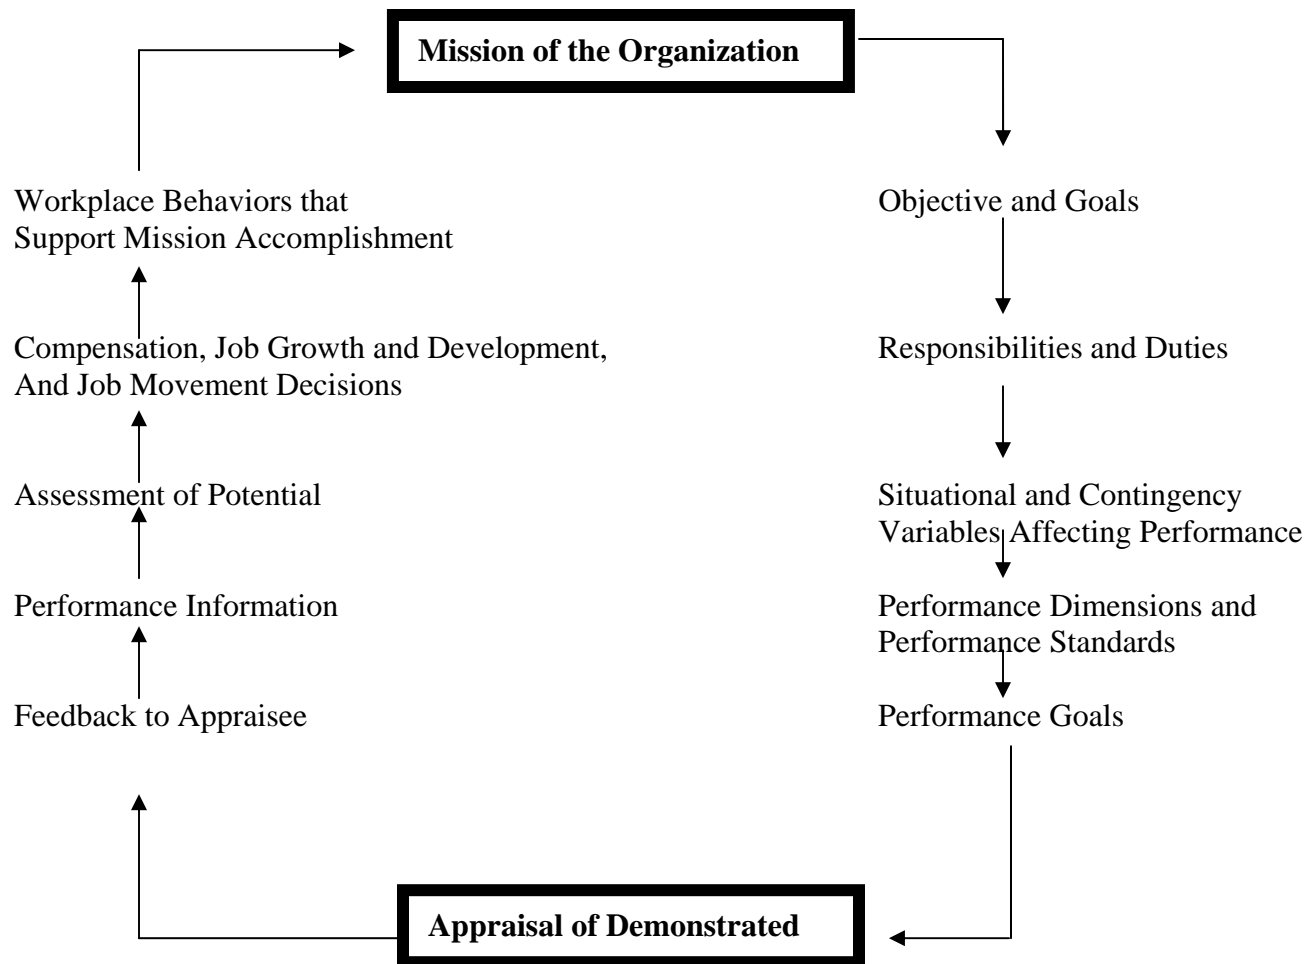 Mission of the Organization
Workplace Behaviors that
Support Mission Accomplishment
Objective and Goals
Compensation, Job Growth and Development,
And Job Movement Decisions
Responsibilities and Duties
Assessment of Potential
Situational and Contingency
Variables Affecting Performance
Performance Information
Performance Dimensions and
Performance Standards
Feedback to Appraisee
Performance Goals
Appraisal of Demonstrated